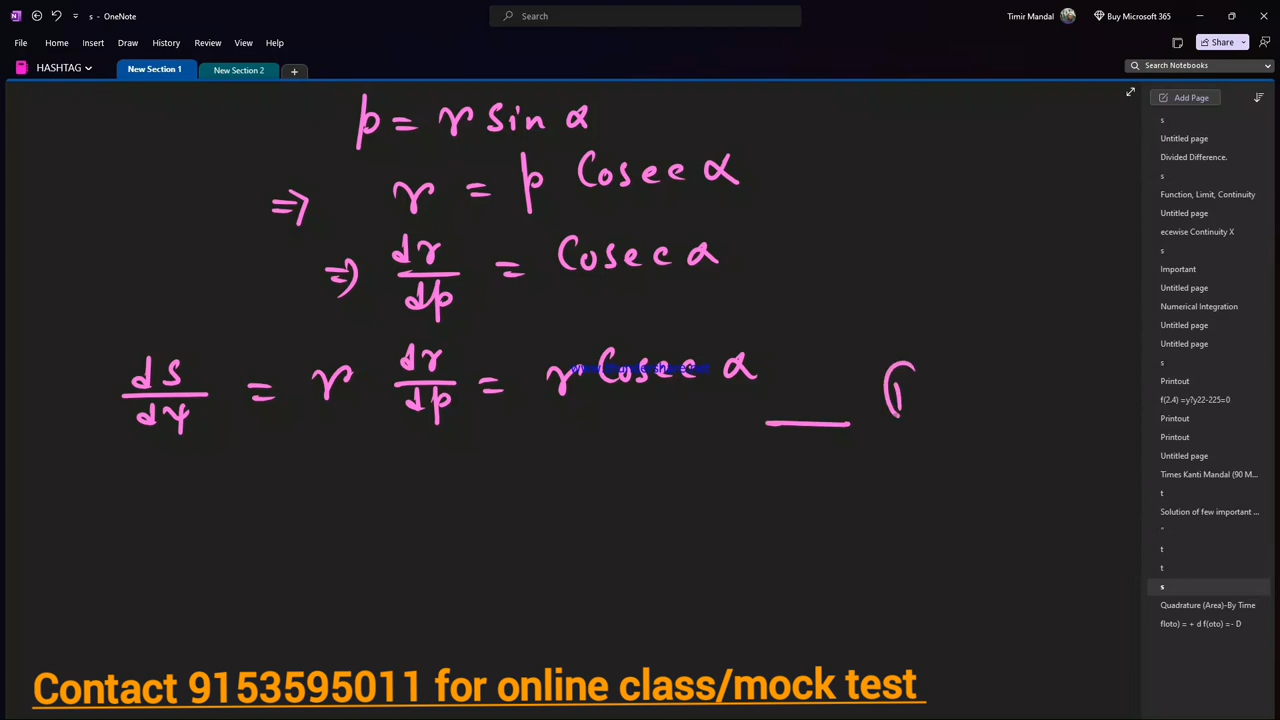 s - OneNote
Search
Timir Mandal
Buy Microsoft 365
File Home Insert Draw History Review View Help
Share
HASHTAG
New Section 1
New Section 2
+
Search Notebooks
Add Page
p = r sin α
⇒ r = p Cosec α
⇒ dr/dp = Cosec α
ds/dψ = r dr/dp = r Cosec α — (1
Contact 9153595011 for online class/mock test
s
Untitled page
Divided Difference.
s
Function, Limit, Continuity
Untitled page
ecewise Continuity X
s
Important
Untitled page
Numerical Integration
Untitled page
Untitled page
s
Printout
f(2.4) =y?y22-225=0
Printout
Printout
Untitled page
Times Kanti Mandal (90 M...
t
Solution of few important ...
"
t
t
s
Quadrature (Area)-By Time
floto) = + d f(oto) =- D